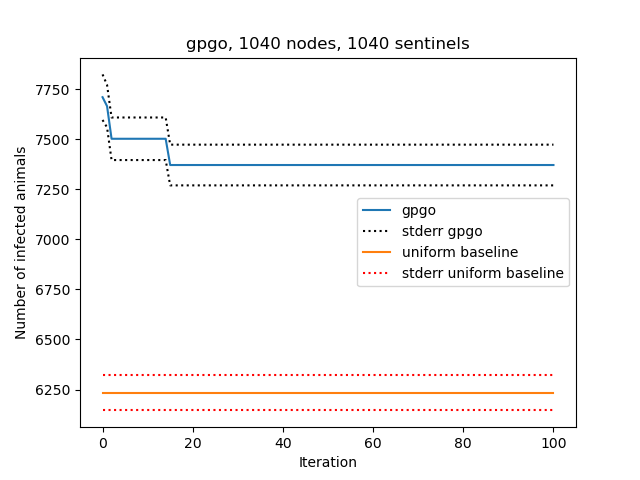 gpgo, 1040 nodes, 1040 sentinels
Number of infected animals
7750
7500
7250
7000
6750
6500
6250
gpgo
stderr gpgo
uniform baseline
stderr uniform baseline
0 20 40 60 80 100
Iteration